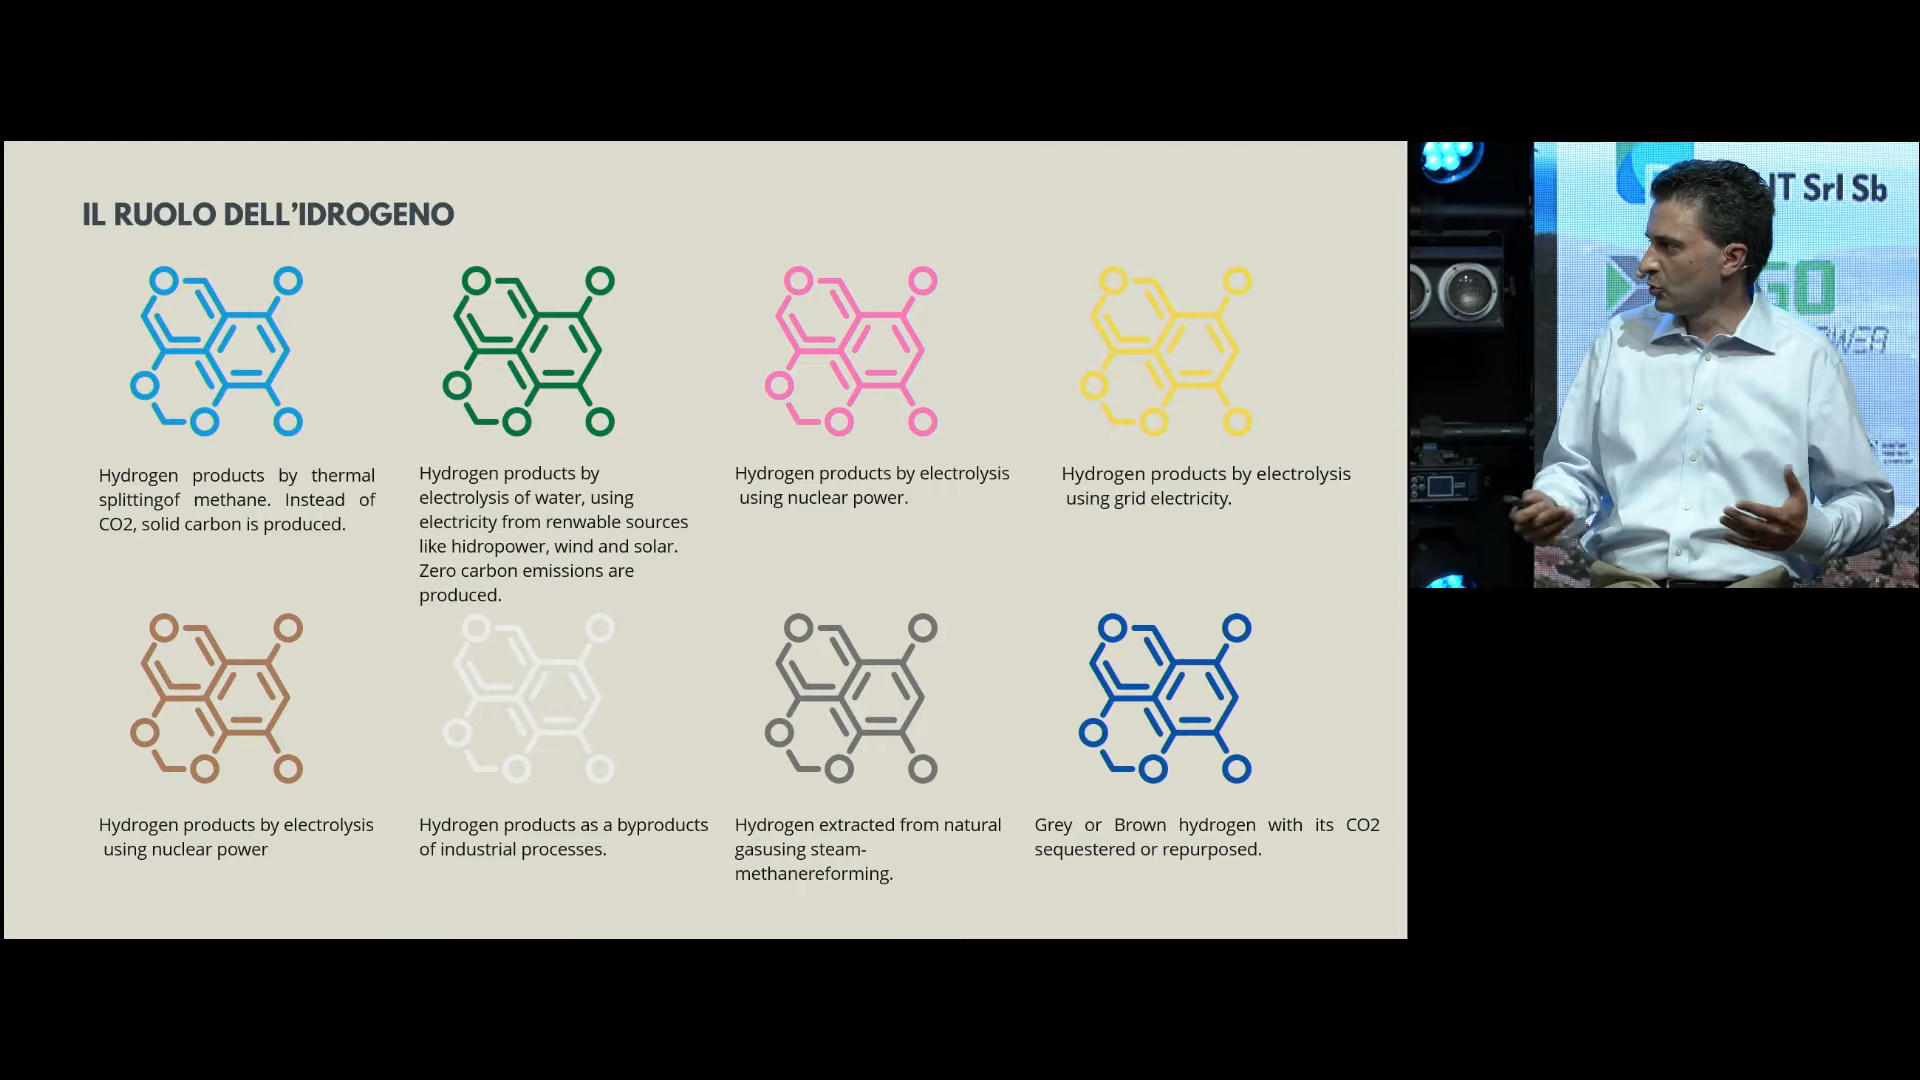 IL RUOLO DELL'IDROGENO
Hydrogen products by thermal
splittingof methane. Instead of
CO2, solid carbon is produced.
Hydrogen products by
electrolysis of water, using
electricity from renwable sources
like hidropower, wind and solar.
Zero carbon emissions are
produced.
Hydrogen products by electrolysis
using nuclear power.
Hydrogen products by electrolysis
using grid electricity.
Hydrogen products by electrolysis
using nuclear power
Hydrogen products as a byproducts
of industrial processes.
Hydrogen extracted from natural
gasusing steam-
methanereforming.
Grey or Brown hydrogen with its CO2
sequestered or repurposed.
IT Srl Sb
GO